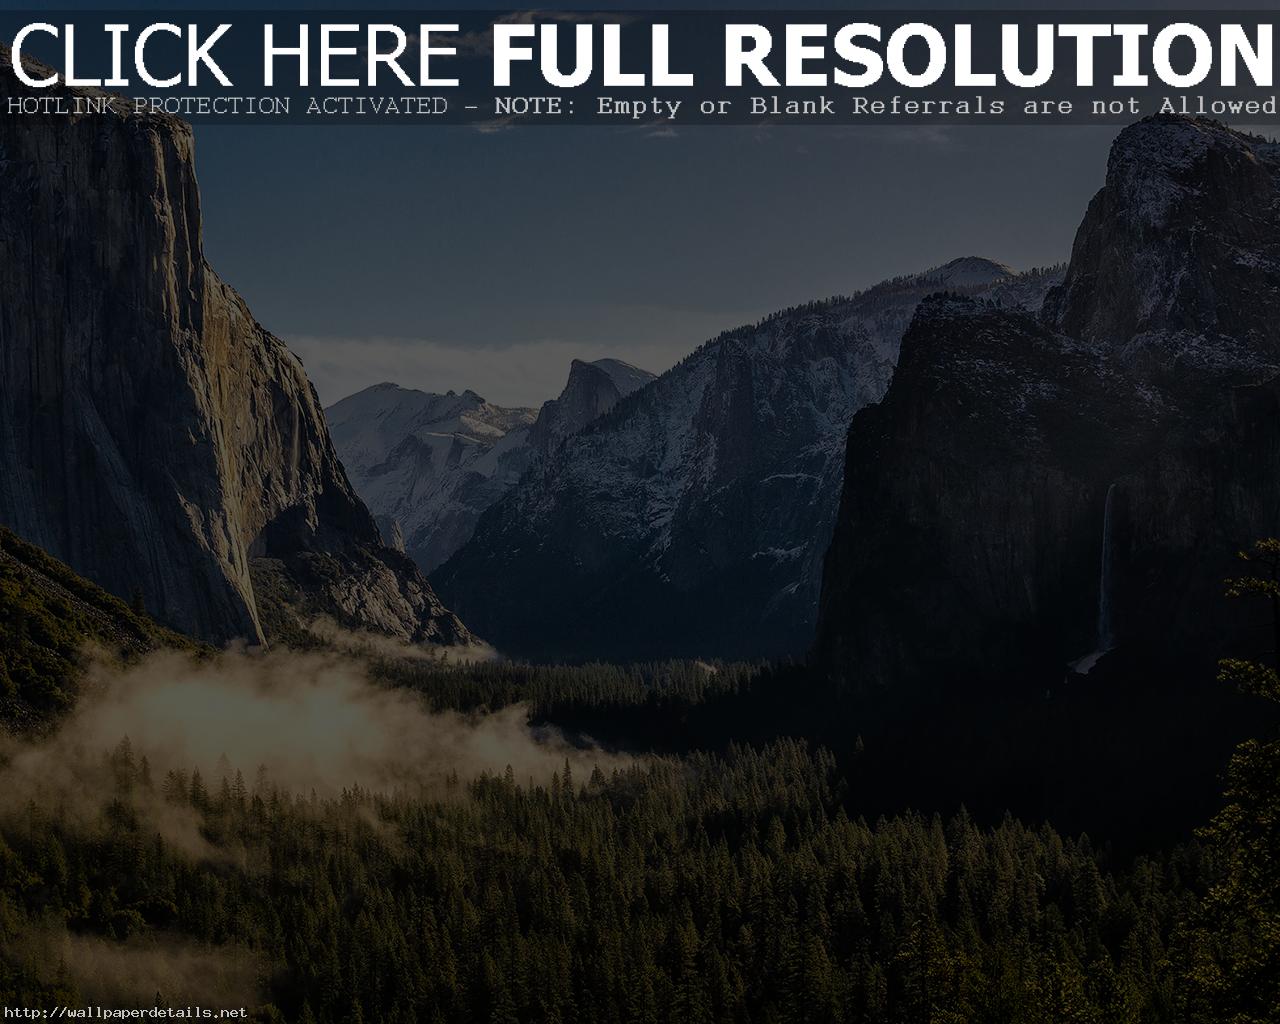 CLICK HERE FULL RESOLUTION
HOTLINK PROTECTION ACTIVATED - NOTE: Empty or Blank Referrals are not Allowed
http://wallpaperdetails.net